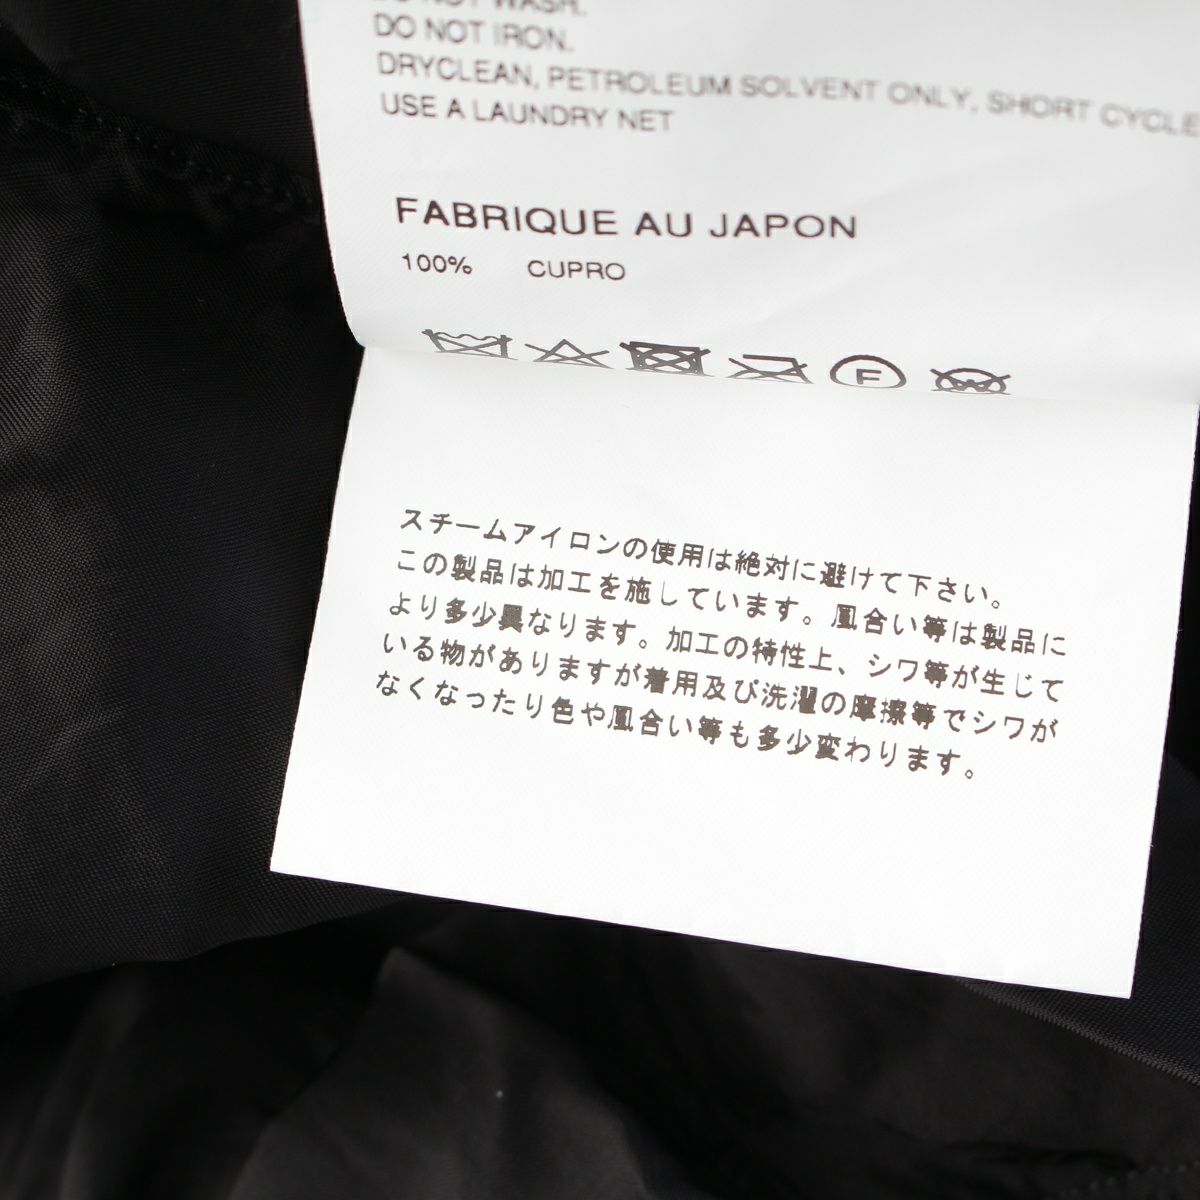 DO NOT WASH.
DO NOT IRON.
DRYCLEAN, PETROLEUM SOLVENT ONLY, SHORT CYCLE
USE A LAUNDRY NET
FABRIQUE AU JAPON
100% CUPRO
F
W
スチームアイロンの使用は絶対に避けて下さい。
この製品は加工を施しています。風合い等は製品に
より多少異なります。加工の特性上、シワ等が生じて
いる物がありますが着用及び洗濯の摩擦等でシワが
なくなったり色や風合い等も多少変わります。